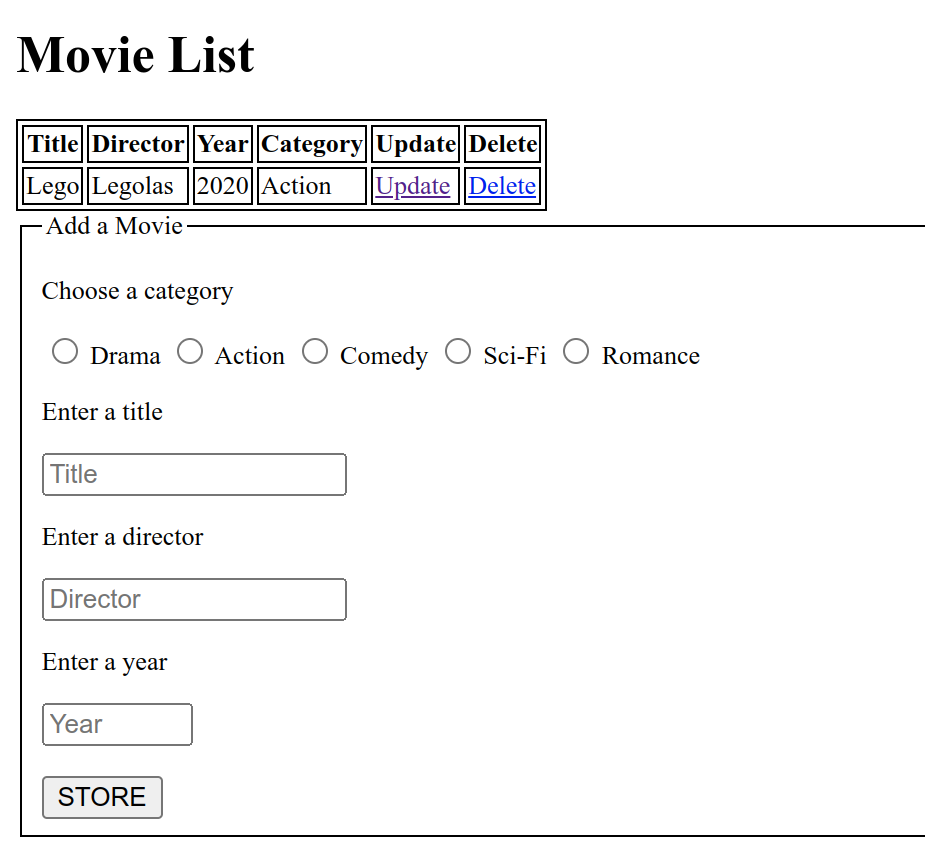 Movie List
Title Director Year Category Update Delete
Lego Legolas 2020 Action Update Delete
Add a Movie
Choose a category
Drama Action Comedy Sci-Fi Romance
Enter a title
Title
Enter a director
Director
Enter a year
Year
STORE